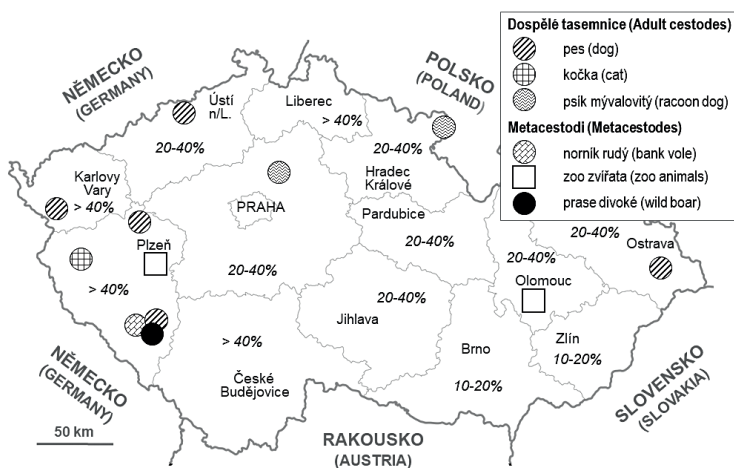 Dospělé tasemnice (Adult cestodes)
pes (dog)
kočka (cat)
psík mývalovitý (racoon dog)
Metacestodi (Metacestodes)
norník rudý (bank vole)
zoo zvířata (zoo animals)
prase divoké (wild boar)
NĚMECKO
(GERMANY)
POLSKO
(POLAND)
Ústí
n/L.
20-40%
Liberec
> 40%
20-40%
Hradec
Králové
Karlovy
Vary
> 40%
PRAHA
20-40%
Pardubice
20-40%
20-40%
Ostrava
20-40%
Olomouc
Plzeň
> 40%
> 40%
České
Budějovice
20-40%
Jihlava
Brno
10-20%
Zlín
10-20%
NĚMECKO
(GERMANY)
SLOVENSKO
(SLOVAKIA)
RAKOUSKO
(AUSTRIA)
50 km